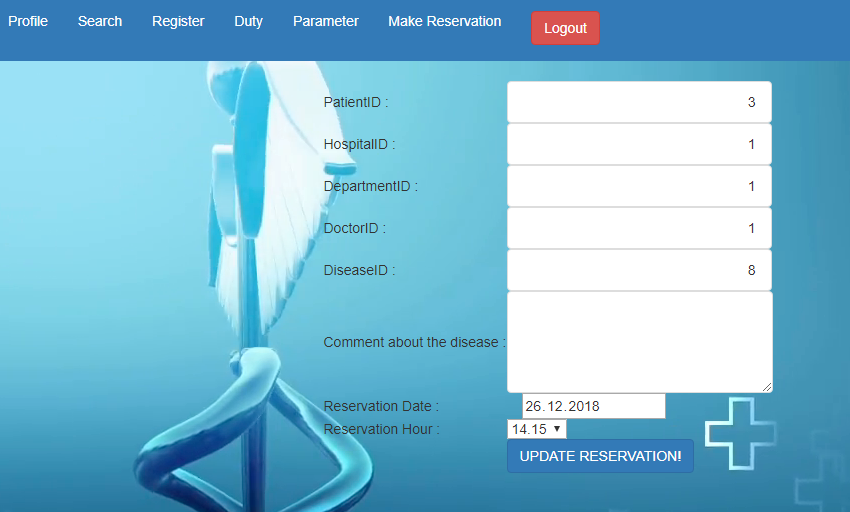 Profile Search Register Duty Parameter Make Reservation Logout
PatientID : 3
HospitalID : 1
DepartmentID : 1
DoctorID : 1
DiseaseID : 8
Comment about the disease :
Reservation Date : 26.12.2018
Reservation Hour : 14.15
UPDATE RESERVATION!